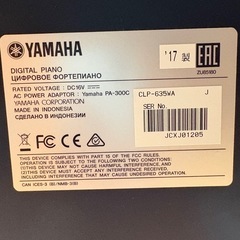 YAMAHA
'17
EAC
ZU65160
DIGITAL PIANO
ЦИФРОВОЕ ФОРТЕПИАНО
RATED VOLTAGE : DC16V
AC POWER ADAPTOR : Yamaha PA-300C
YAMAHA CORPORATION
MADE IN INDONESIA
СДЕЛАНО В ИНДОНЕЗИИ
CLP-635WA J
SER No.
JCXJ01205
THIS DEVICE COMPLIES WITH PART 15 OF THE FCC RULES.
OPERATION IS SUBJECT TO THE FOLLOWING TWO CONDITIONS:
(1) THIS DEVICE MAY NOT CAUSE HARMFUL INTERFERENCE, AND
(2) THIS DEVICE MUST ACCEPT ANY INTERFERENCE RECEIVED,
INCLUDING INTERFERENCE THAT MAY CAUSE UNDESIRED OPERATION.
CAN ICES-3 (B)/NMB-3(B)